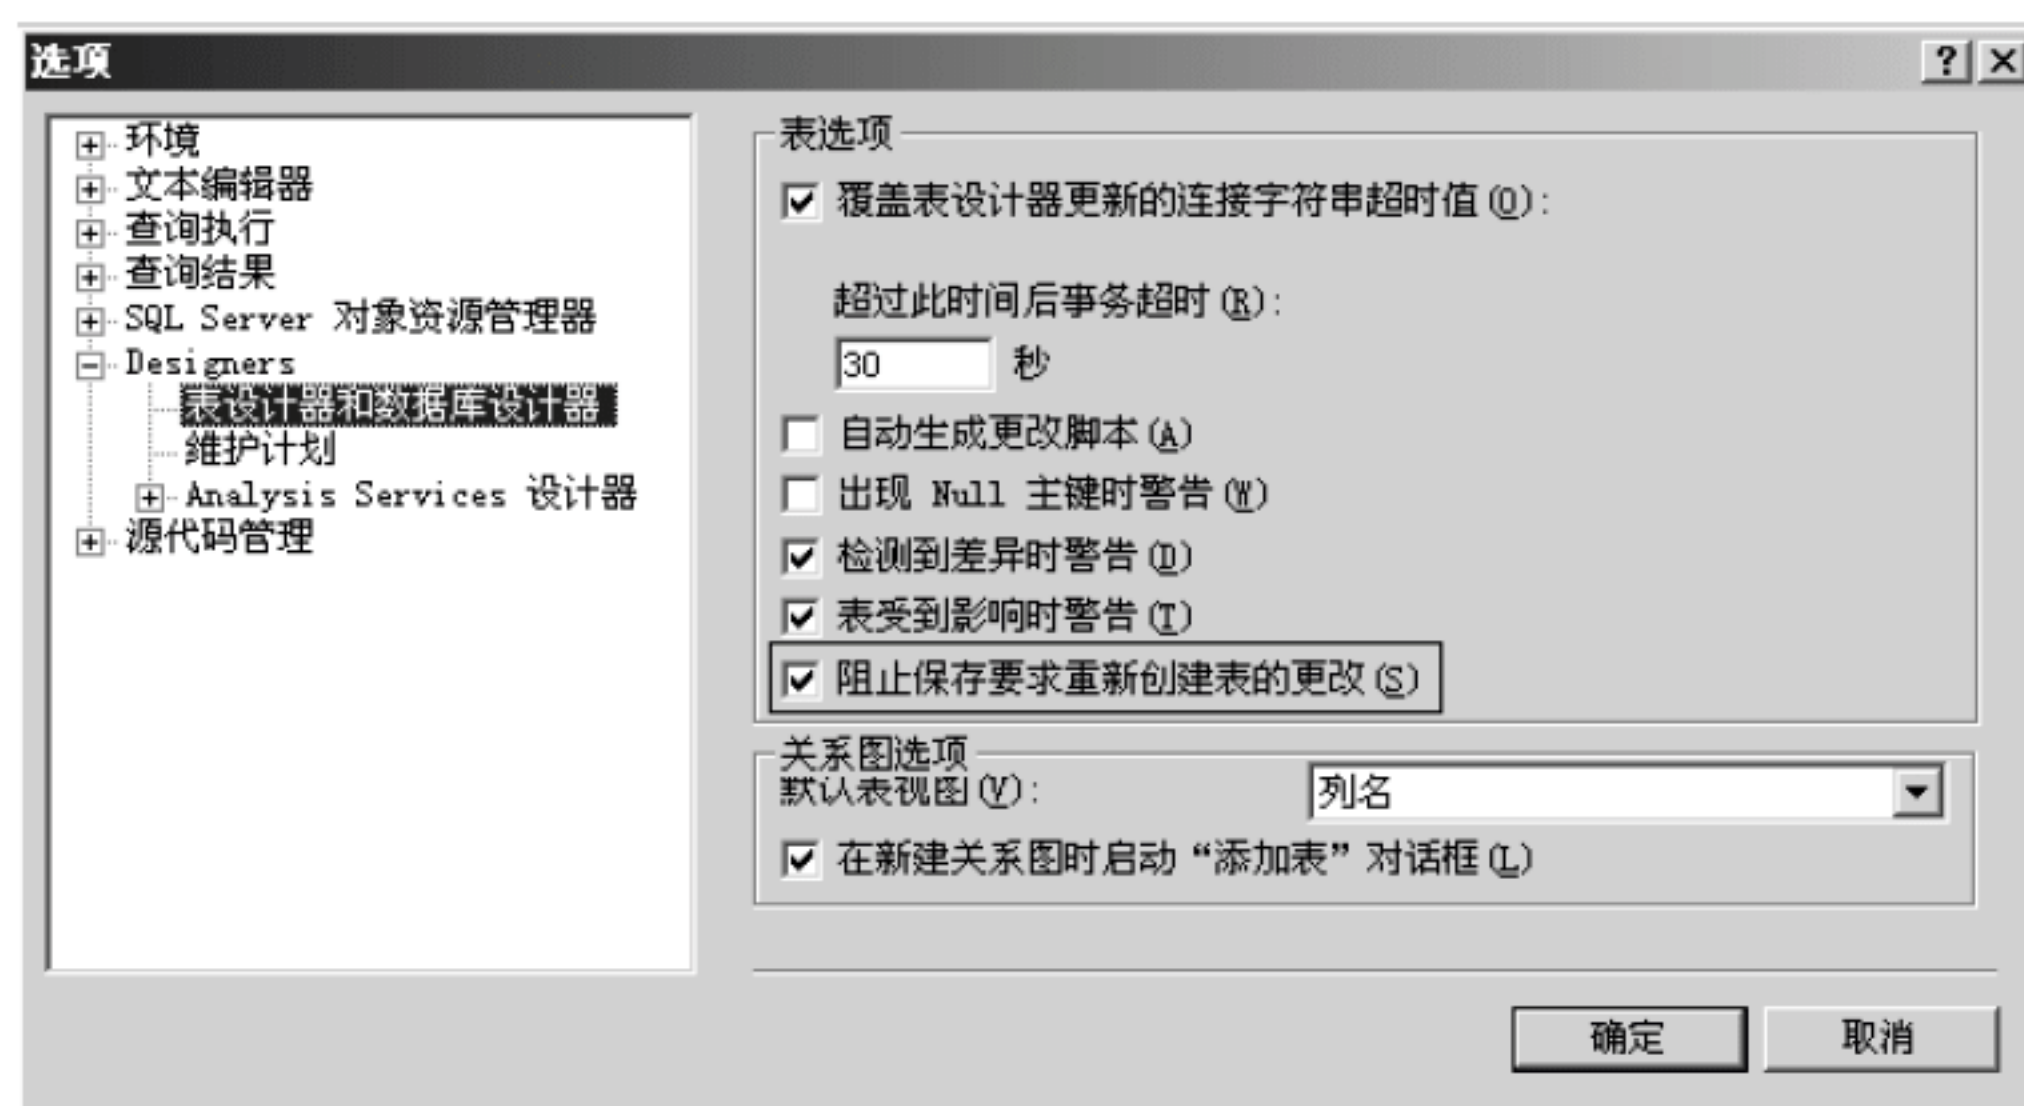 选项
环境
文本编辑器
查询执行
查询结果
SQL Server 对象资源管理器
Designers
表设计器和数据库设计器
维护计划
Analysis Services 设计器
源代码管理
表选项
覆盖表设计器更新的连接字符串超时值(O):
超过此时间后事务超时(R):
30 秒
自动生成更改脚本(A)
出现 Null 主键时警告(W)
检测到差异时警告(D)
表受到影响时警告(T)
阻止保存要求重新创建表的更改(S)
关系图选项
默认表视图(V): 列名
在新建关系图时启动“添加表”对话框(L)
确定 取消